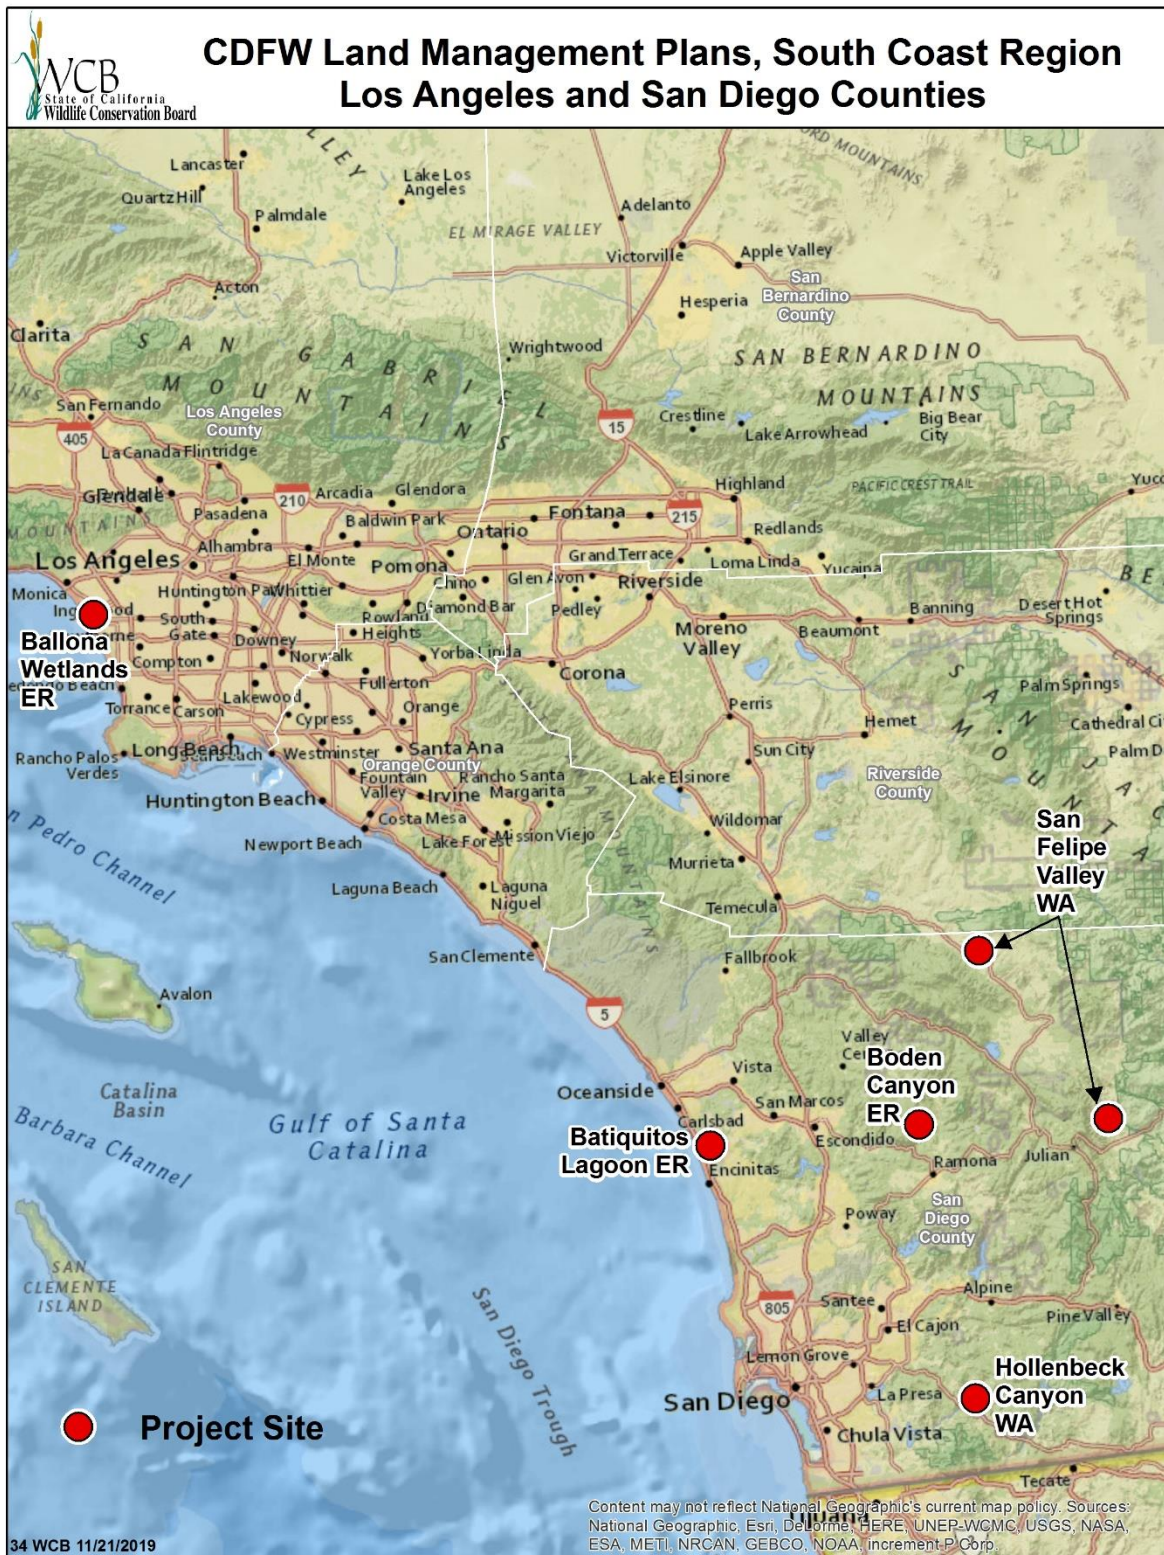 WCB
State of California
Wildlife Conservation Board
CDFW Land Management Plans, South Coast Region
Los Angeles and San Diego Counties
Lancaster
Quartz Hill
Palmdale
Lake Los
Angeles
Adelanto
EL MIRAGE VALLEY
Victorville
Apple Valley
San
Bernardino
County
Hesperia
Acton
Clarita
SAN GABRIEL
MOUNTAINS
Wrightwood
SAN BERNARDINO
MOUNTAINS
San Fernando
Los Angeles
County
405
15
Crestline
Lake Arrowhead
Big Bear
City
La Canada Flintridge
Glendale
210
Arcadia
Glendora
Highland
PACIFIC CREST TRAIL
Pasadena
Baldwin Park
Fontana
215
MOUNTAINS
Alhambra
Ontario
Redlands
Los Angeles
El Monte
Pomona
Grand Terrace
Loma Linda
Yucaipa
Monica
Huntington Pa
Whittier
Chino
Glen Avon
Riverside
Diamond Bar
Pedley
Banning
Desert Hot
Springs
Ballona
Wetlands
ER
South
Gate
Rowland
Heights
Moreno
Valley
Beaumont
Downey
Norwalk
Yorba Linda
Compton
Corona
Fullerton
Palm Springs
Lakewood
Torrance
Carson
Cypress
Orange
Perris
Hemet
Cathedral Ci
Rancho Palos
Verdes
Long Beach
Westminster
Santa Ana
Orange County
Sun City
Palm D
Fountain
Valley
Irvine
Rancho Santa
Margarita
Lake Elsinore
Riverside
County
SAN JAC
MOUNTA
Huntington Beach
Costa Mesa
Mission Viejo
Wildomar
Newport Beach
Lake Forest
n Pedro Channel
Murrieta
San
Felipe
Valley
WA
Laguna Beach
Laguna
Niguel
Temecula
MOUNTAINS
San Clemente
Fallbrook
Avalon
5
Catalina
Basin
Barbara Channel
Gulf of Santa
Catalina
Oceanside
Vista
Valley
Boden
Canyon
ER
Carlsbad
San Marcos
Batiquitos
Lagoon ER
Escondido
Julian
Encinitas
Ramona
Poway
San
Diego
County
SAN
CLEMENTE
ISLAND
San Diego Trough
805
Santee
Alpine
Pine Valley
El Cajon
Lemon Grove
Hollenbeck
Canyon
WA
San Diego
La Presa
Chula Vista
Project Site
Tecate
Content may not reflect National Geographic's current map policy. Sources:
National Geographic, Esri, DeLorme, HERE, UNEP-WCMC, USGS, NASA,
ESA, METI, NRCAN, GEBCO, NOAA, increment P Corp.
34 WCB 11/21/2019